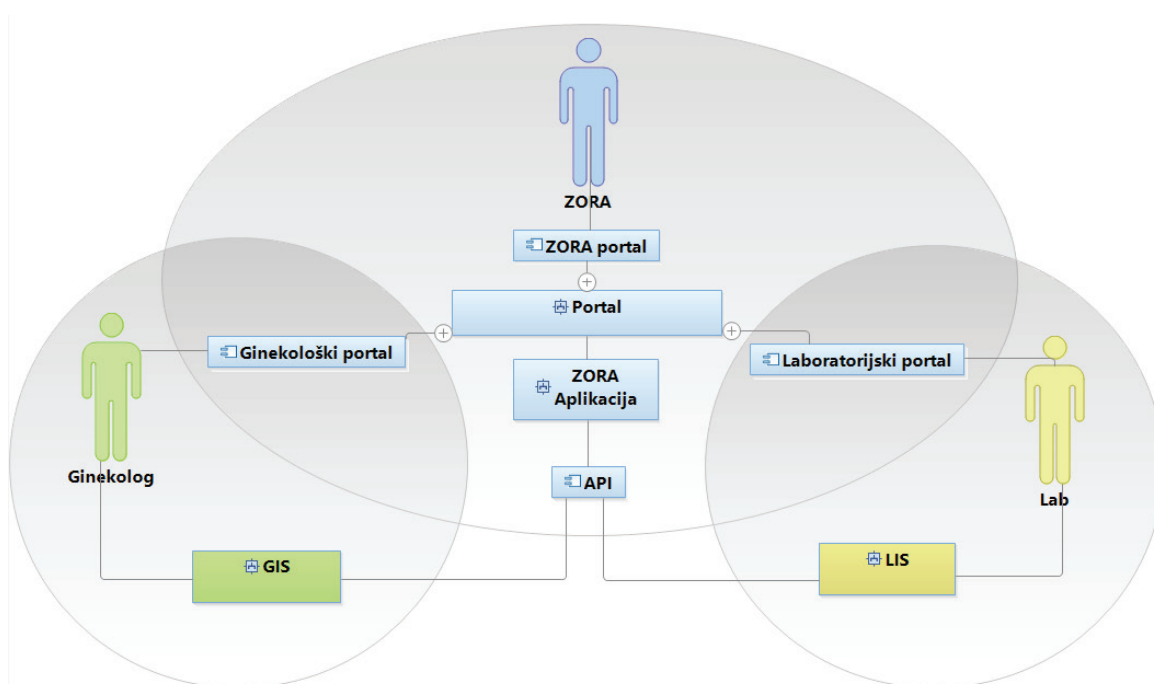 ZORA
ZORA portal
Portal
Ginekološki portal
Laboratorijski portal
ZORA
Aplikacija
Ginekolog
API
Lab
GIS
LIS